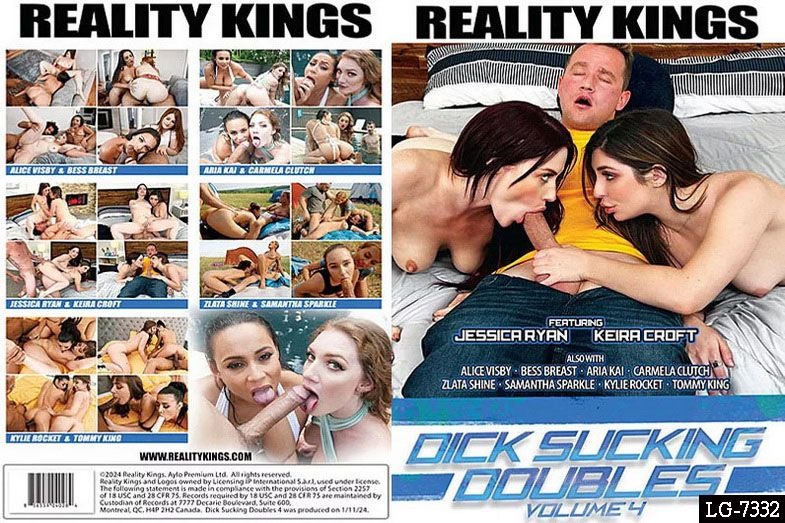 REALITY KINGS
ALICE VISBY & BESS BREAST
ARIA KAI & CARMELA CLUTCH
JESSICA RYAN & KEIRA CROFT
ZLATA SHINE & SAMANTHA SPARKLE
KYLIE ROCKET & TOMMY KING
WWW.REALITYKINGS.COM
©2024 Reality Kings, Aylo Premium Ltd. All rights reserved.
Reality Kings and Logos owned by Licensing IP International S.à.r.l, used under license.
The following statement is made in compliance with the provisions of Section 2257
of 18 USC and 28 CFR 75. Records required by 18 USC and 28 CFR 75 are maintained by
Custodian of Records at 7777 Decarie Boulevard, Suite 600,
Montreal, QC. H4P 2H2 Canada. Dick Sucking Doubles 4 was produced on 1/11/24.
REALITY KINGS
FEATURING
JESSICA RYAN KEIRA CROFT
ALSO WITH
ALICE VISBY · BESS BREAST · ARIA KAI · CARMELA CLUTCH
ZLATA SHINE · SAMANTHA SPARKLE · KYLIE ROCKET · TOMMY KING
DICK SUCKING
DOUBLES
VOLUME 4
LG-7332